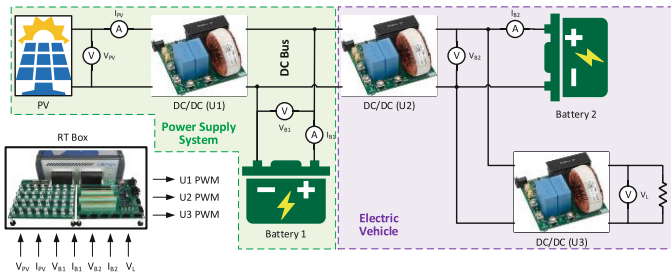 I_PV
A
V
V_PV
PV
DC/DC (U1)
DC Bus
V
V_B1
A
I_B1
Power Supply
System
Battery 1
DC/DC (U2)
V
V_B2
I_B2
A
Battery 2
DC/DC (U3)
V
V_L
Electric
Vehicle
RT Box
U1 PWM
U2 PWM
U3 PWM
V_PV I_PV V_B1 I_B1 V_B2 I_B2 V_L